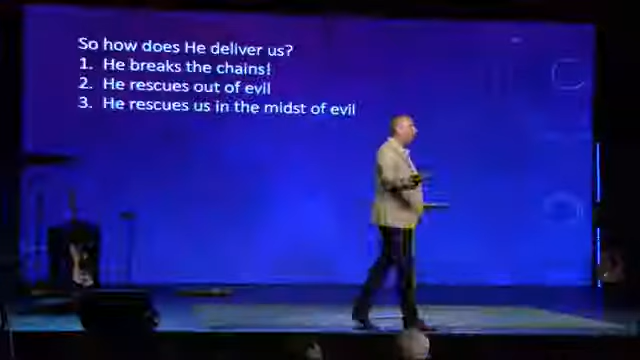 So how does He deliver us?
1. He breaks the chains!
2. He rescues out of evil
3. He rescues us in the midst of evil